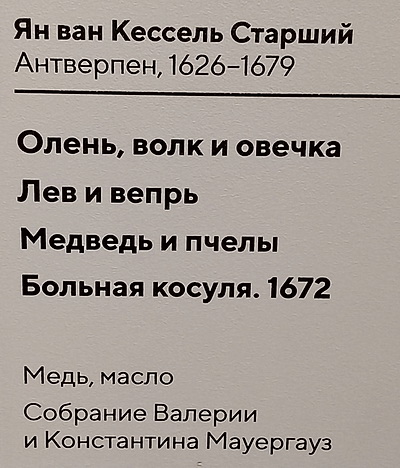 Ян ван Кессель Старший
Антверпен, 1626–1679
Олень, волк и овечка
Лев и вепрь
Медведь и пчелы
Больная косуля. 1672
Медь, масло
Собрание Валерии
и Константина Мауергауз